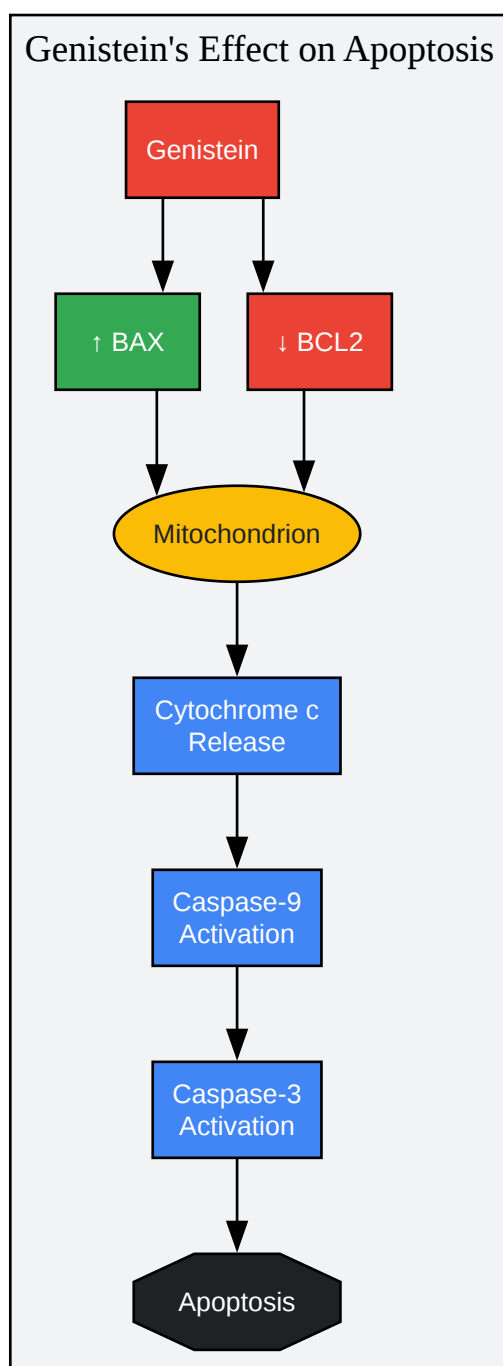 Genistein's Effect on Apoptosis
Genistein
↑ BAX
↓ BCL2
Mitochondrion
Cytochrome c
Release
Caspase-9
Activation
Caspase-3
Activation
Apoptosis